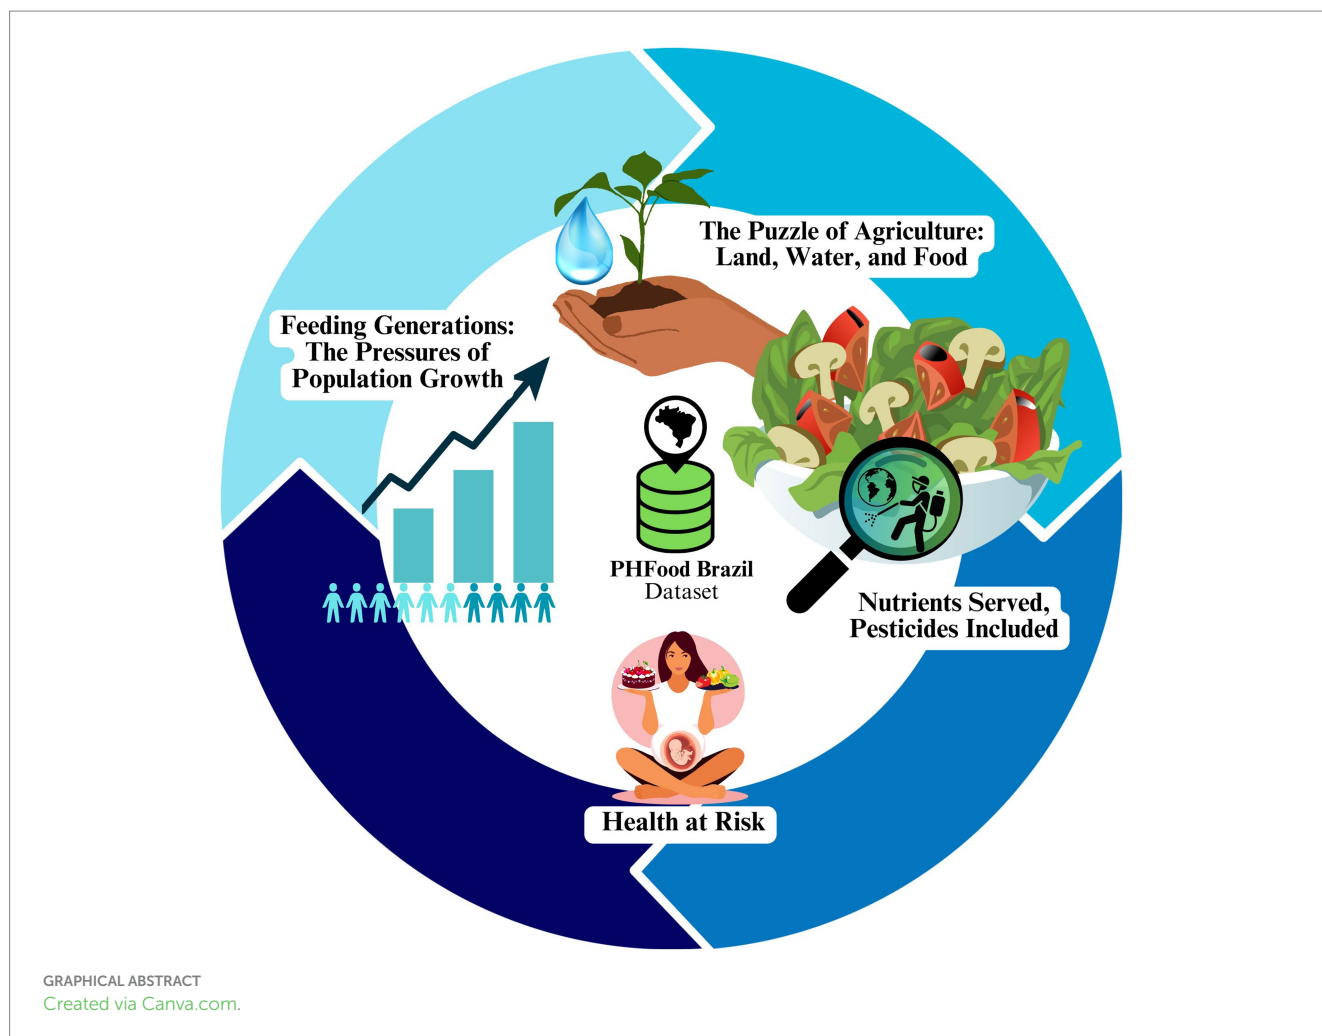 The Puzzle of Agriculture:
Land, Water, and Food
Feeding Generations:
The Pressures of
Population Growth
PHFood Brazil
Dataset
Nutrients Served,
Pesticides Included
Health at Risk
GRAPHICAL ABSTRACT
Created via Canva.com.